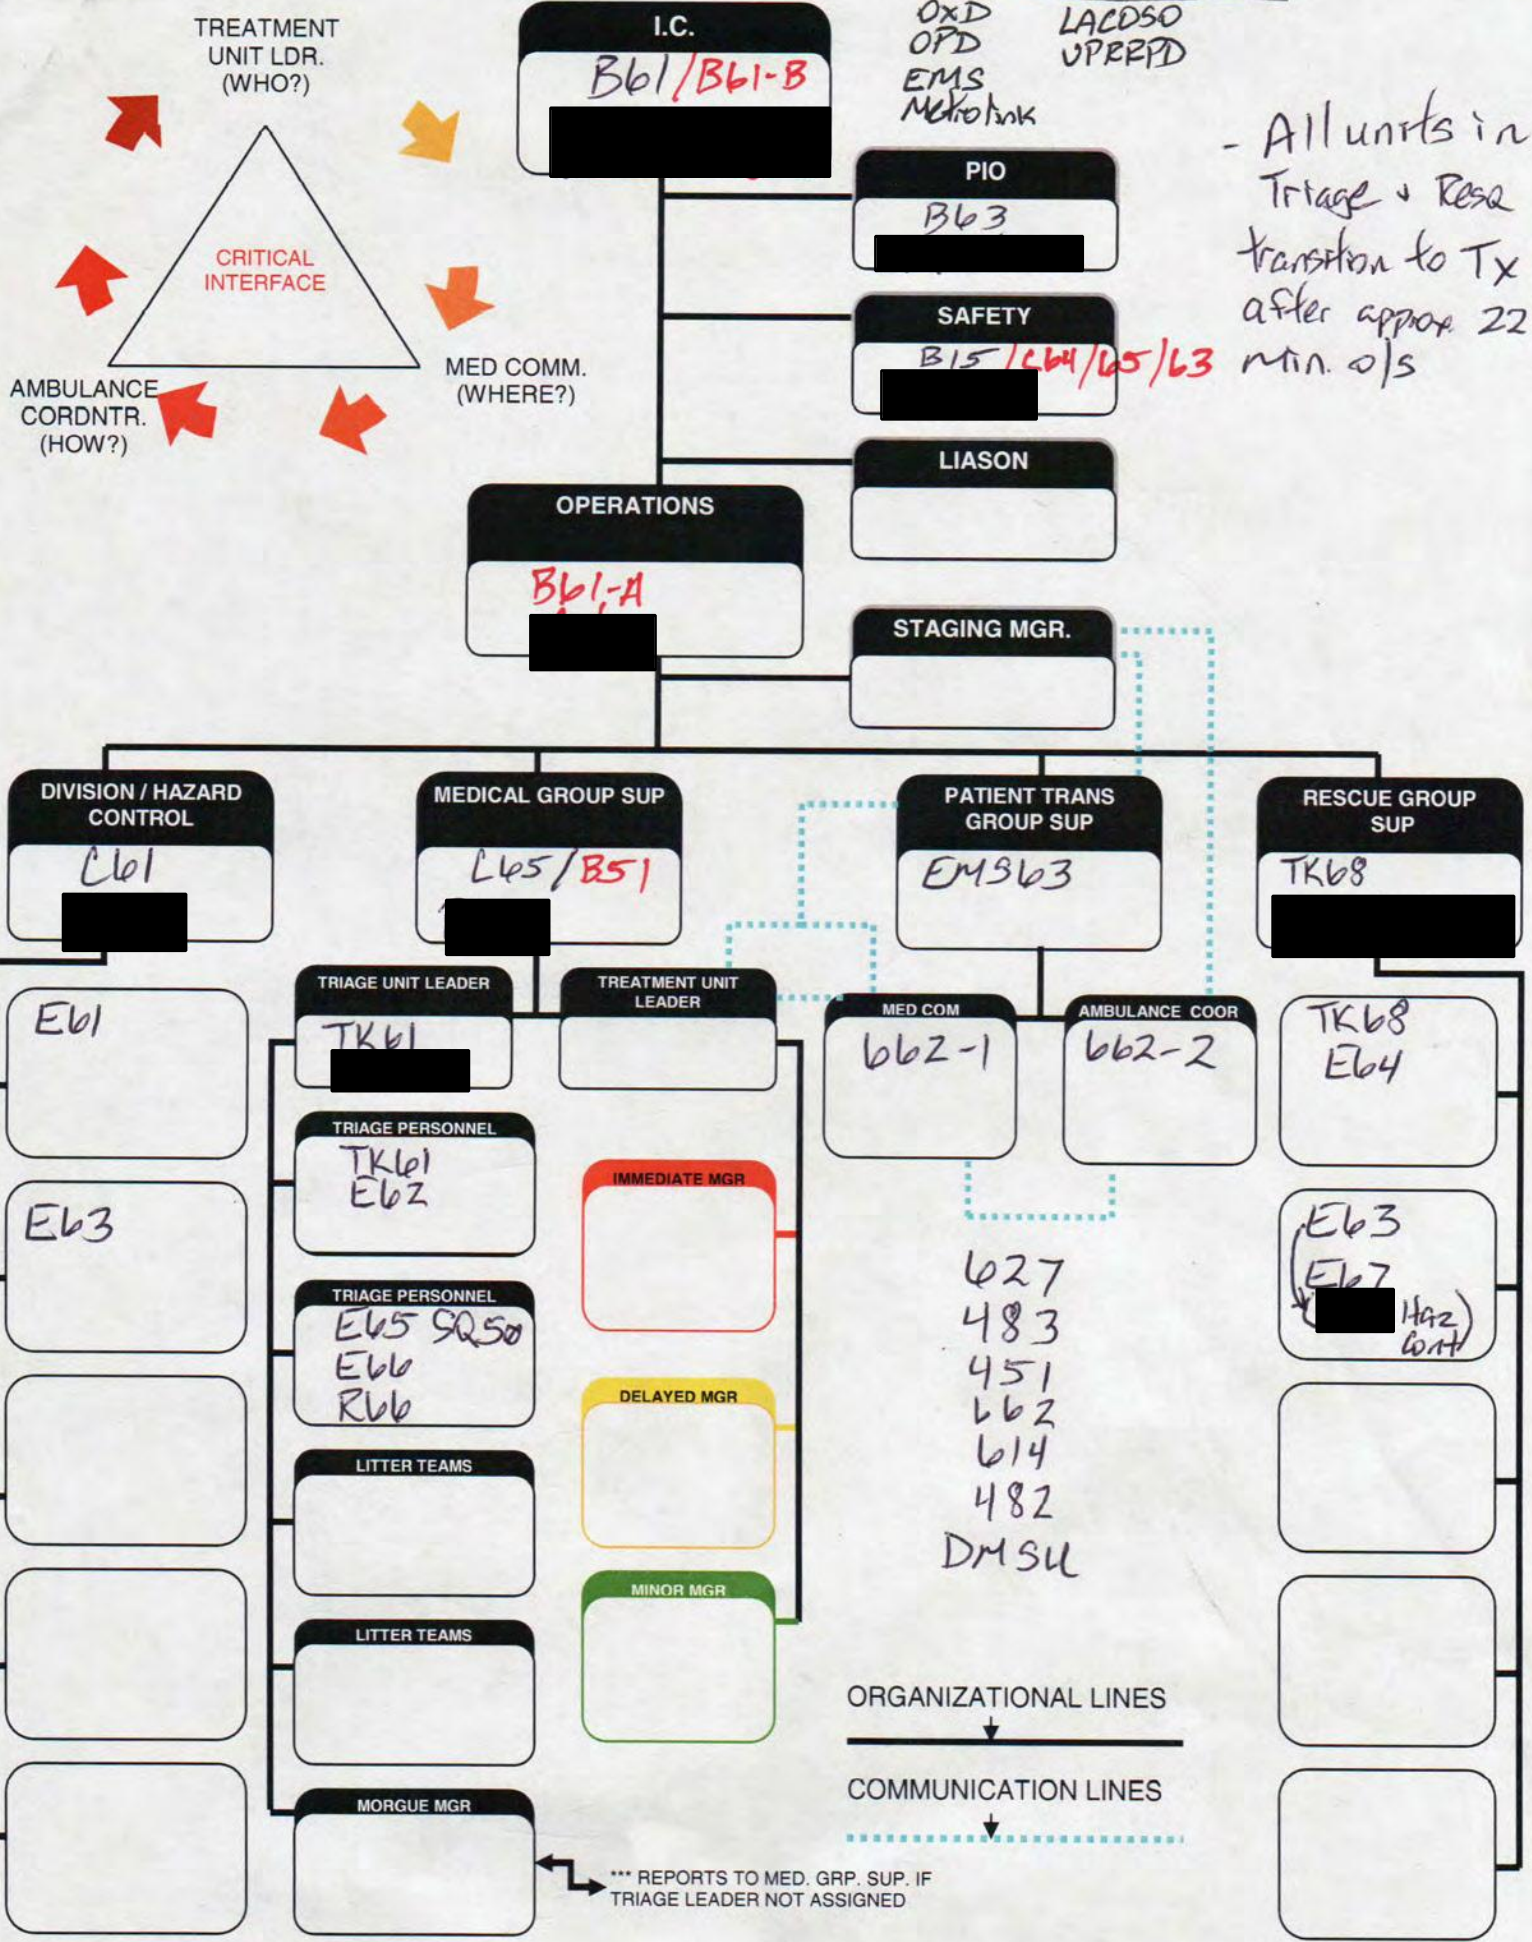 TREATMENT
UNIT LDR.
(WHO?)
CRITICAL
INTERFACE
AMBULANCE
CORDNTR.
(HOW?)
MED COMM.
(WHERE?)
I.C.
B61/B61-B
OXD
OPD
EMS
Metrolink
LACOSO
UPRRPD
- All units in
Triage + Resq
transition to Tx
after approx. 22
min. o/s
PIO
B63
SAFETY
B15/C64/65/63
LIASON
OPERATIONS
B61-A
STAGING MGR.
DIVISION / HAZARD
CONTROL
C61
MEDICAL GROUP SUP
C65/B51
PATIENT TRANS
GROUP SUP
EMS63
RESCUE GROUP
SUP
TK68
E61
E63
TRIAGE UNIT LEADER
TK61
TREATMENT UNIT
LEADER
TRIAGE PERSONNEL
TK61
E62
TRIAGE PERSONNEL
E65 SQ50
E66
R66
LITTER TEAMS
LITTER TEAMS
MORGUE MGR
IMMEDIATE MGR
DELAYED MGR
MINOR MGR
MED COM
662-1
AMBULANCE COOR
662-2
627
483
451
662
614
482
DMSU
TK68
E64
E63
E67
Haz
Cont)
ORGANIZATIONAL LINES
COMMUNICATION LINES
*** REPORTS TO MED. GRP. SUP. IF
TRIAGE LEADER NOT ASSIGNED